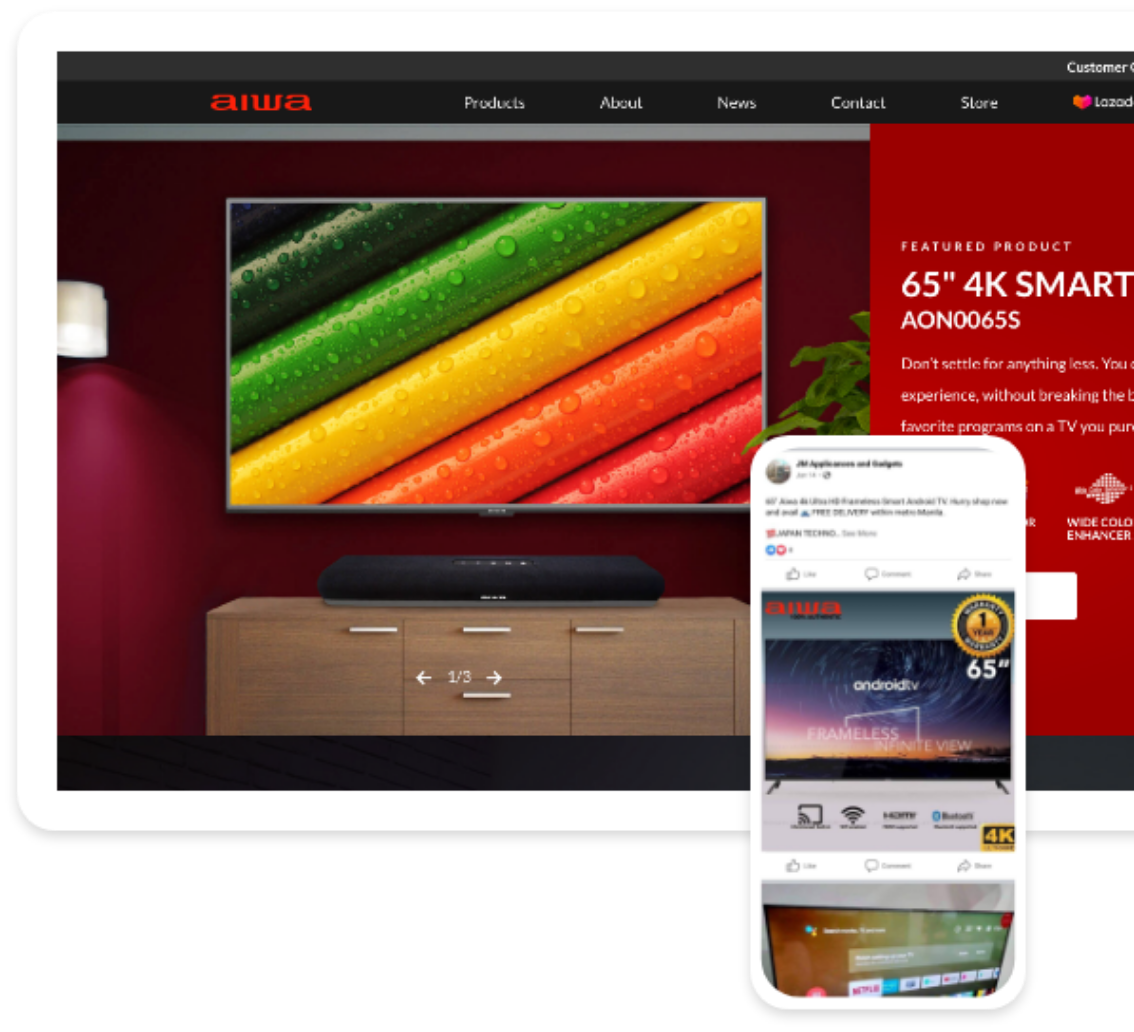 Customer
aiwa
Products
About
News
Contact
Store
Lazad
FEATURED PRODUCT
65" 4K SMART
AON0065S
Don't settle for anything less. You
experience, without breaking the b
favorite programs on a TV you pur
WIDE COLO
ENHANCER
1/3
JM Appliances and Gadgets
65" Aiwa 4k Ultra HD Frameless Smart Android TV. Hurry shop now
and avail FREE DELIVERY within metro Manila.
JAPAN TECHNO... See More
Like
Comment
Share
aiwa
100% AUTHENTIC
WARRANTY
1
YEAR
WARRANTY
65"
androidtv
FRAMELESS
INFINITE VIEW
HDMI
Bluetooth
4K
Like
Comment
Share
NETFLIX